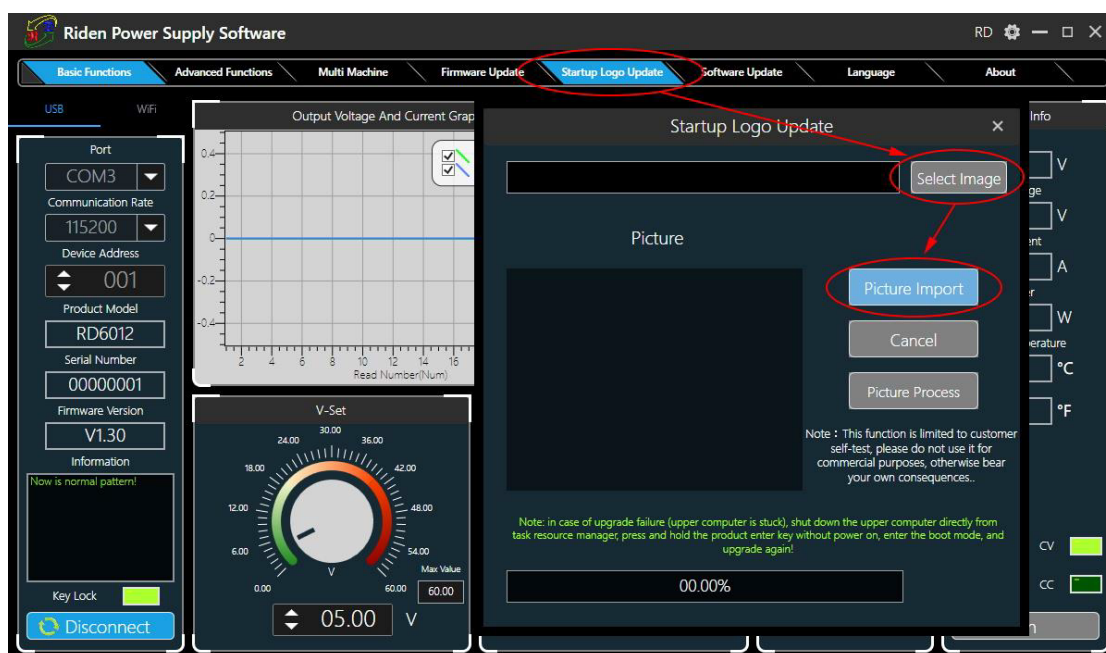 Riden Power Supply Software
RD
Basic Functions
Advanced Functions
Multi Machine
Firmware Update
Startup Logo Update
Software Update
Language
About
USB
WiFi
Port
COM3
Communication Rate
115200
Device Address
001
Product Model
RD6012
Serial Number
00000001
Firmware Version
V1.30
Information
Now is normal pattern!
Key Lock
Disconnect
Output Voltage And Current Grap
0.4
0.2
0
-0.2
-0.4
2 4 6 8 10 12 14 16
Read Number(Num)
V-Set
0.00
6.00
12.00
18.00
24.00
30.00
36.00
42.00
48.00
54.00
60.00
V
Max Value
60.00
05.00 V
Startup Logo Update
Select Image
Picture
Picture Import
Cancel
Picture Process
Note : This function is limited to customer
self-test, please do not use it for
commercial purposes, otherwise bear
your own consequences..
Note: in case of upgrade failure (upper computer is stuck), shut down the upper computer directly from
task resource manager, press and hold the product enter key without power on, enter the boot mode, and
upgrade again!
00.00%
Info
V
ge
V
ent
A
er
W
perature
°C
°F
CV
CC
n